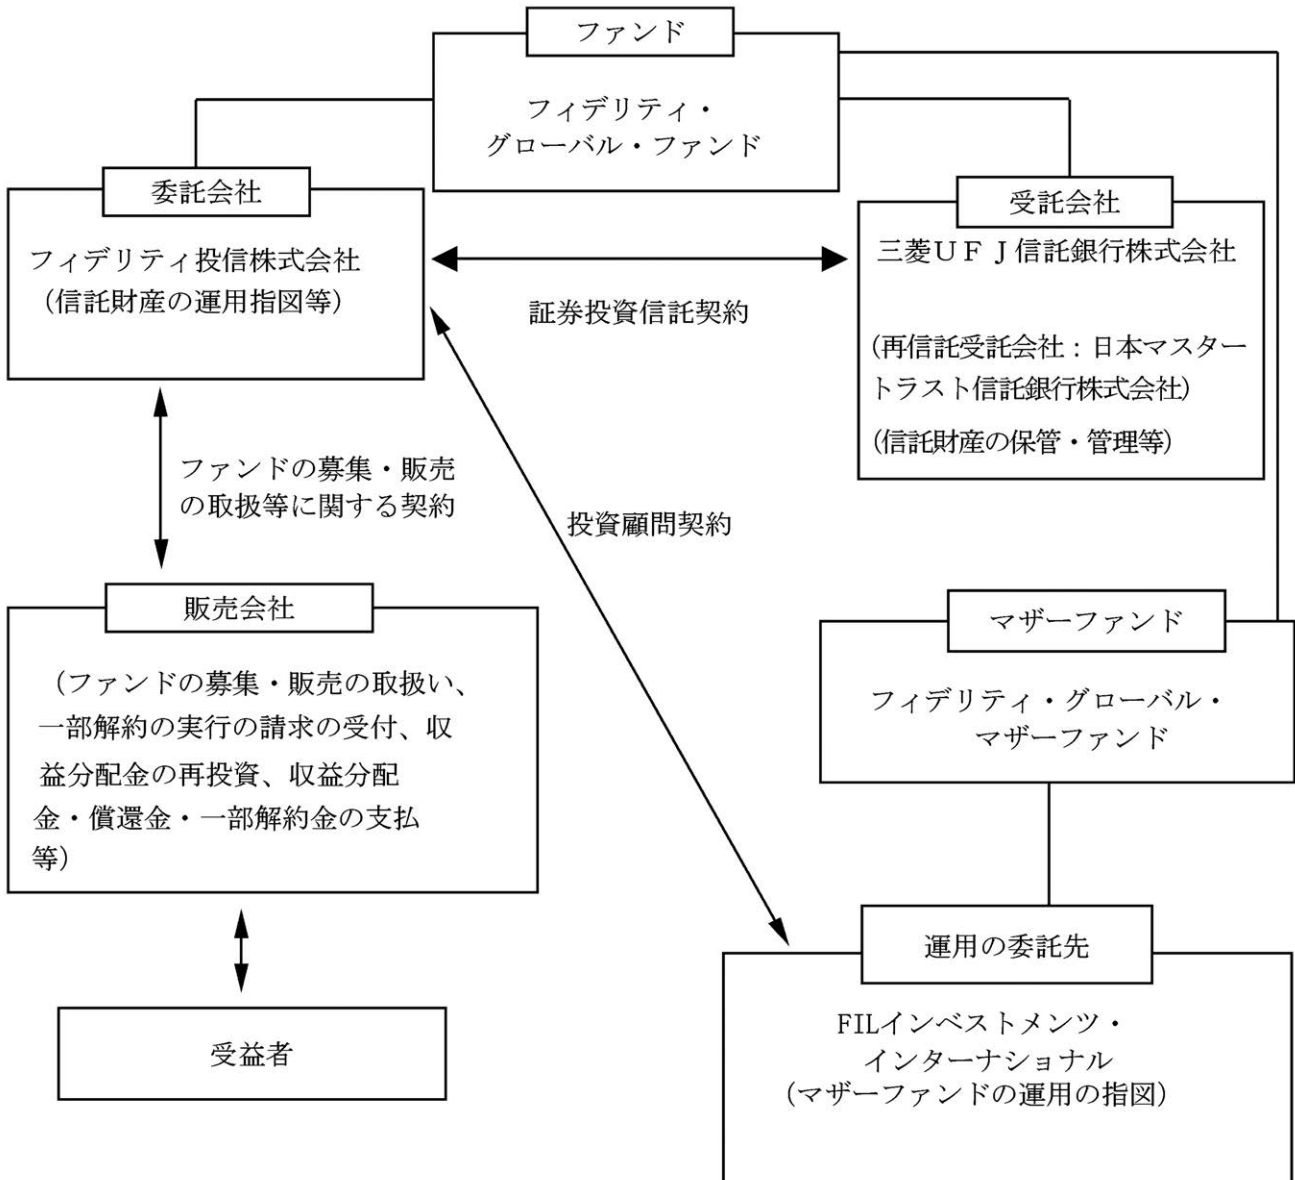 ファンド
フィデリティ・
グローバル・ファンド
委託会社
フィデリティ投信株式会社
（信託財産の運用指図等）
受託会社
三菱ＵＦＪ信託銀行株式会社
（再信託受託会社：日本マスター
トラスト信託銀行株式会社）
（信託財産の保管・管理等）
証券投資信託契約
ファンドの募集・販売
の取扱等に関する契約
投資顧問契約
販売会社
（ファンドの募集・販売の取扱い、
一部解約の実行の請求の受付、収
益分配金の再投資、収益分配
金・償還金・一部解約金の支払
等）
マザーファンド
フィデリティ・グローバル・
マザーファンド
受益者
運用の委託先
FILインベストメンツ・
インターナショナル
（マザーファンドの運用の指図）